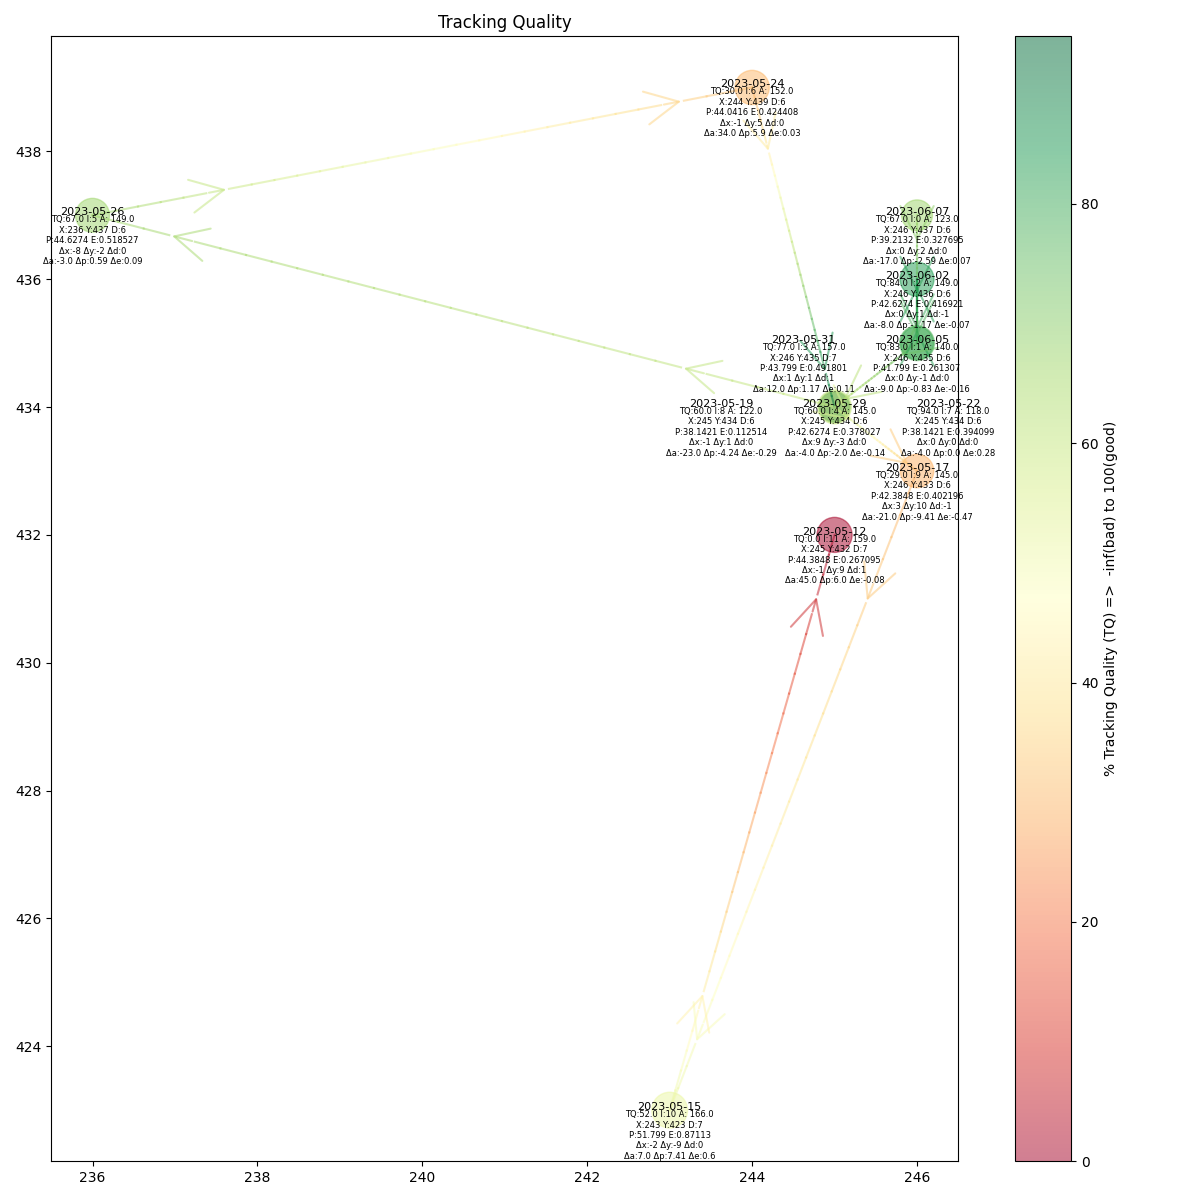 Tracking Quality
2023-05-24
TQ:30.0 I:6 A: 152.0
X:244 Y:439 D:6
P:44.0416 E:0.424408
Δx:-1 Δy:5 Δd:0
Δa:34.0 Δp:5.9 Δe:0.03
2023-05-26
TQ:67.0 I:5 A: 149.0
X:236 Y:437 D:6
P:44.6274 E:0.518527
Δx:-8 Δy:-2 Δd:0
Δa:-3.0 Δp:0.59 Δe:0.09
2023-06-07
TQ:67.0 I:0 A: 123.0
X:246 Y:437 D:6
P:39.2132 E:0.327695
Δx:0 Δy:2 Δd:0
Δa:-17.0 Δp:-2.59 Δe:0.07
2023-06-02
TQ:84.0 I:2 A: 149.0
X:246 Y:436 D:6
P:42.6274 E:0.416921
Δx:0 Δy:1 Δd:-1
Δa:-8.0 Δp:-1.17 Δe:-0.07
2023-05-31
TQ:77.0 I:3 A: 157.0
X:246 Y:435 D:7
P:43.799 E:0.491801
Δx:1 Δy:1 Δd:1
Δa:12.0 Δp:1.17 Δe:0.11
2023-06-05
TQ:83.0 I:1 A: 140.0
X:246 Y:435 D:6
P:41.799 E:0.261307
Δx:0 Δy:-1 Δd:0
Δa:-9.0 Δp:-0.83 Δe:-0.16
2023-05-19
TQ:60.0 I:8 A: 122.0
X:245 Y:434 D:6
P:38.1421 E:0.112514
Δx:-1 Δy:1 Δd:0
Δa:-23.0 Δp:-4.24 Δe:-0.29
2023-05-29
TQ:60.0 I:4 A: 145.0
X:245 Y:434 D:6
P:42.6274 E:0.378027
Δx:9 Δy:-3 Δd:0
Δa:-4.0 Δp:-2.0 Δe:-0.14
2023-05-22
TQ:94.0 I:7 A: 118.0
X:245 Y:434 D:6
P:38.1421 E:0.394099
Δx:0 Δy:0 Δd:0
Δa:-4.0 Δp:0.0 Δe:0.28
2023-05-17
TQ:29.0 I:9 A: 145.0
X:246 Y:433 D:6
P:42.3848 E:0.402196
Δx:3 Δy:10 Δd:-1
Δa:-21.0 Δp:-9.41 Δe:-0.47
2023-05-12
TQ:0.0 I:11 A: 159.0
X:245 Y:432 D:7
P:44.3848 E:0.267095
Δx:-1 Δy:9 Δd:1
Δa:45.0 Δp:6.0 Δe:-0.08
2023-05-15
TQ:52.0 I:10 A: 166.0
X:243 Y:423 D:7
P:51.799 E:0.87113
Δx:-2 Δy:-9 Δd:0
Δa:7.0 Δp:7.41 Δe:0.6
438
436
434
432
430
428
426
424
236
238
240
242
244
246
80
60
40
20
0
% Tracking Quality (TQ) =>  -inf(bad) to 100(good)